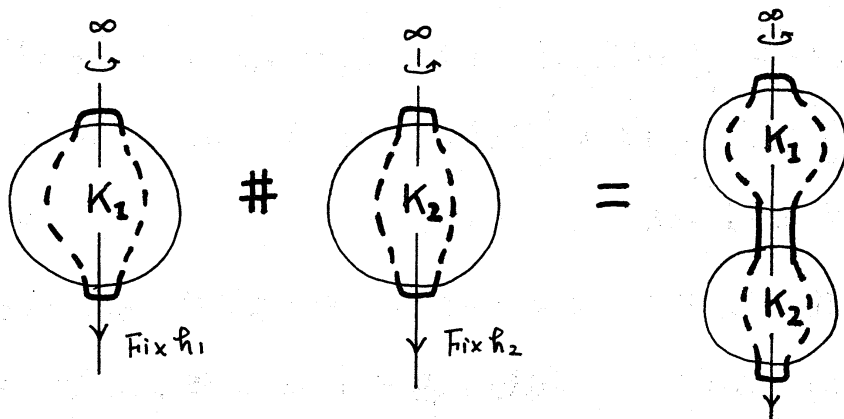 ∞ ∞ ∞
K₁ # K₂ = K₁
K₂
Fix h₁ Fix h₂